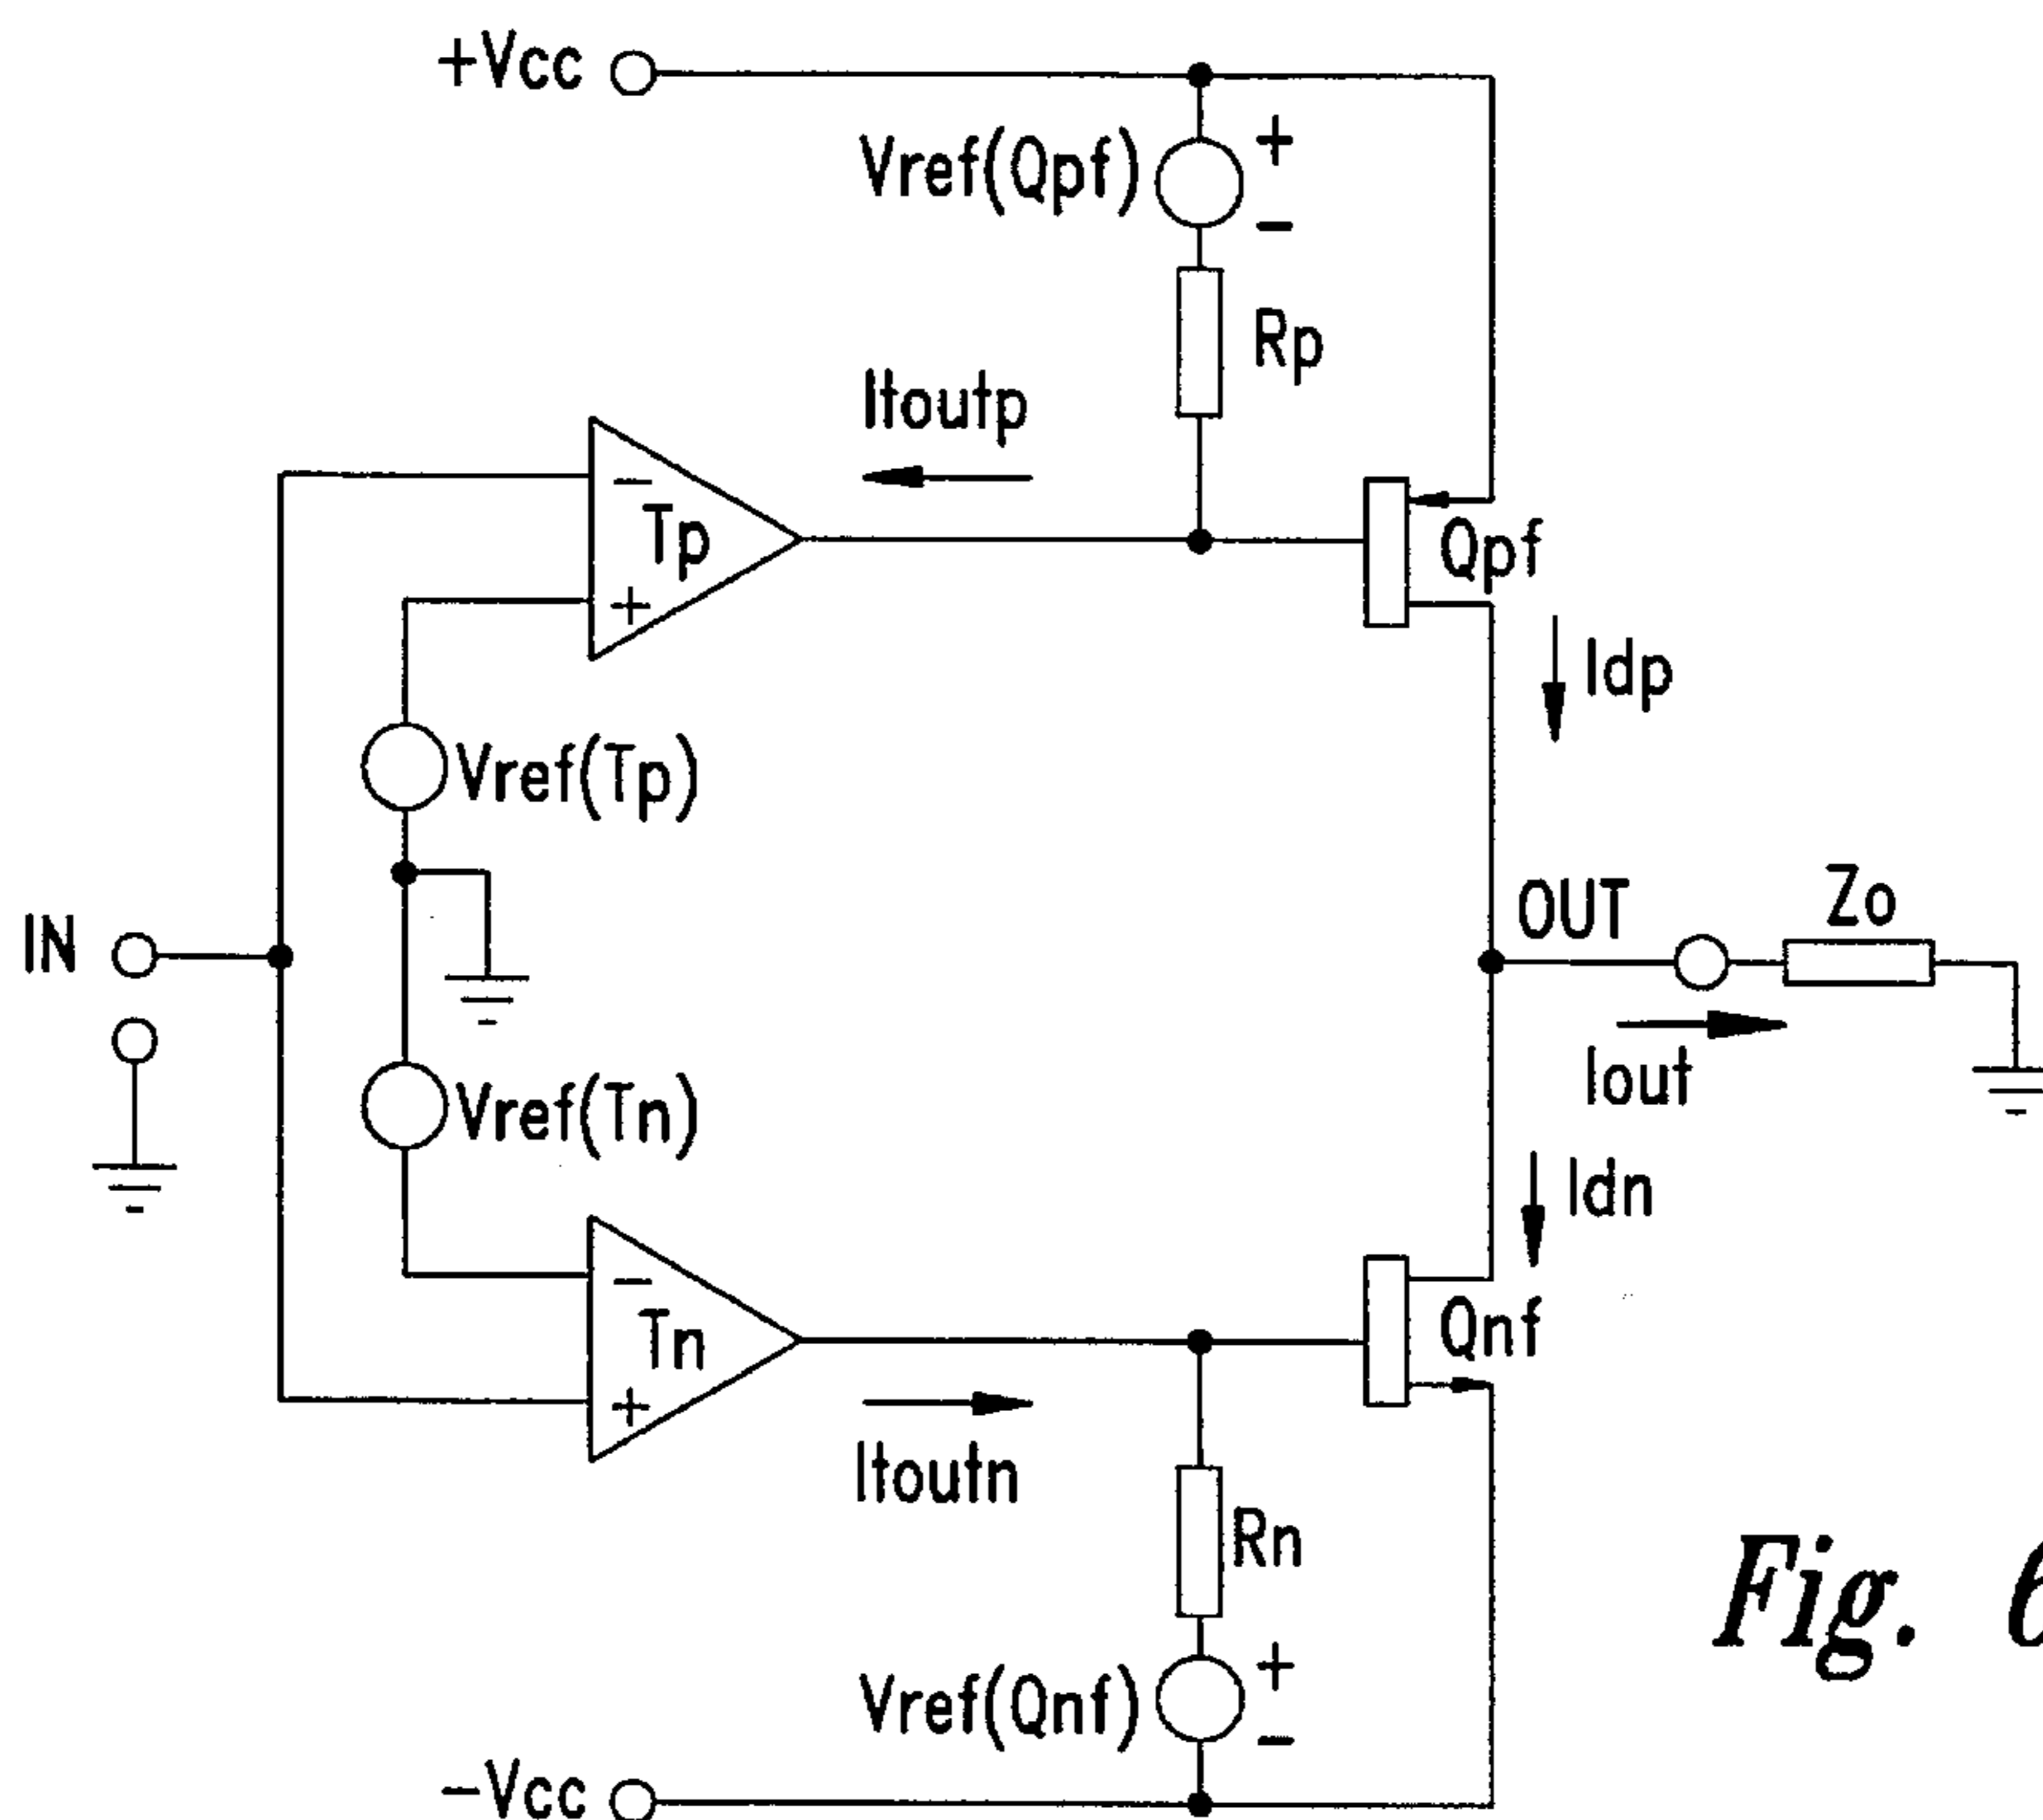 +Vcc
Vref(Qpf)
+
−
Rp
Itoutp
−
Tp
+
Qpf
Idp
Vref(Tp)
OUT
Zo
IN
Iout
Vref(Tn)
Idn
−
Tn
+
Qnf
Itoutn
Rn
Fig. 6
Vref(Qnf)
+
−
−Vcc